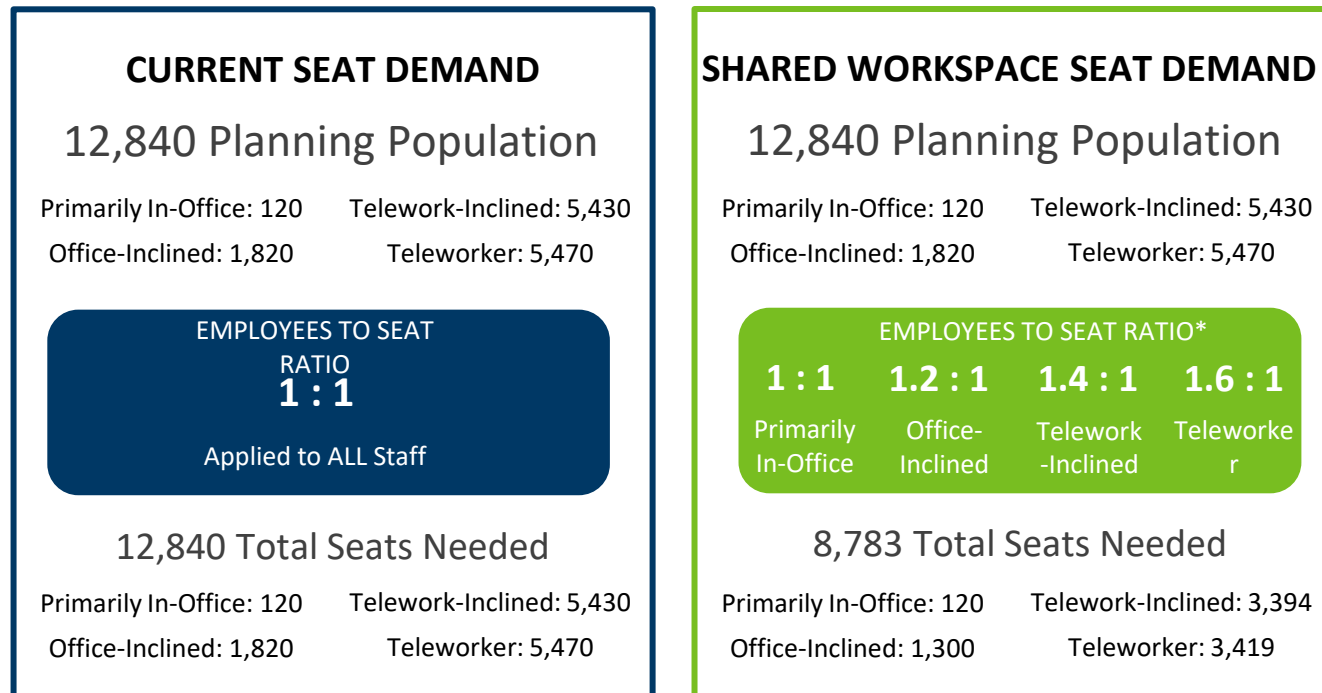 CURRENT SEAT DEMAND
12,840 Planning Population
Primarily In-Office: 120 Telework-Inclined: 5,430
Office-Inclined: 1,820 Teleworker: 5,470
EMPLOYEES TO SEAT
RATIO
1 : 1
Applied to ALL Staff
12,840 Total Seats Needed
Primarily In-Office: 120 Telework-Inclined: 5,430
Office-Inclined: 1,820 Teleworker: 5,470
SHARED WORKSPACE SEAT DEMAND
12,840 Planning Population
Primarily In-Office: 120 Telework-Inclined: 5,430
Office-Inclined: 1,820 Teleworker: 5,470
EMPLOYEES TO SEAT RATIO*
1 : 1 1.2 : 1 1.4 : 1 1.6 : 1
Primarily Office- Telework Teleworke
In-Office Inclined -Inclined r
8,783 Total Seats Needed
Primarily In-Office: 120 Telework-Inclined: 3,394
Office-Inclined: 1,300 Teleworker: 3,419